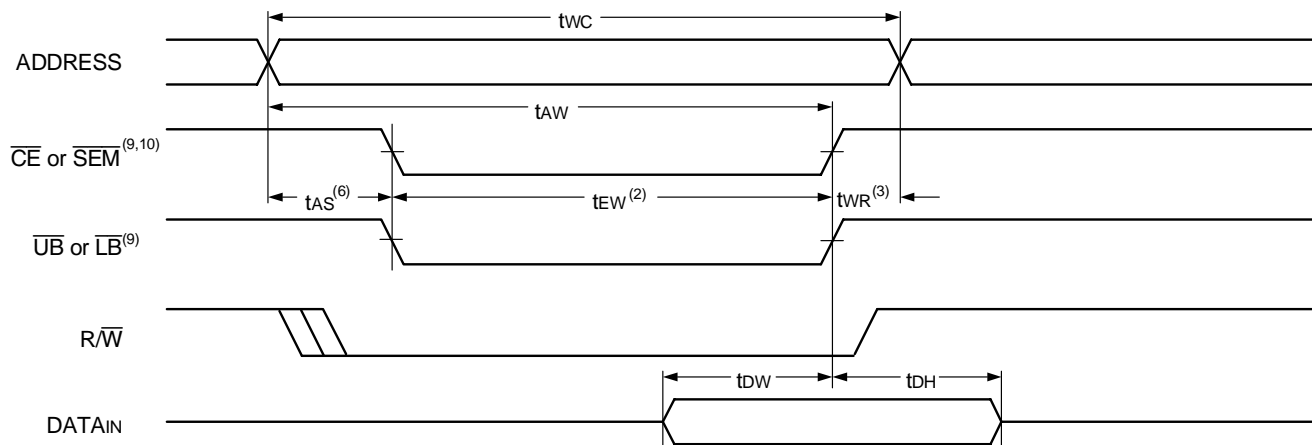 tWC
ADDRESS
tAW
CE or SEM(9,10)
tAS(6) tEW(2) tWR(3)
UB or LB(9)
R/W
tDW tDH
DATAIN